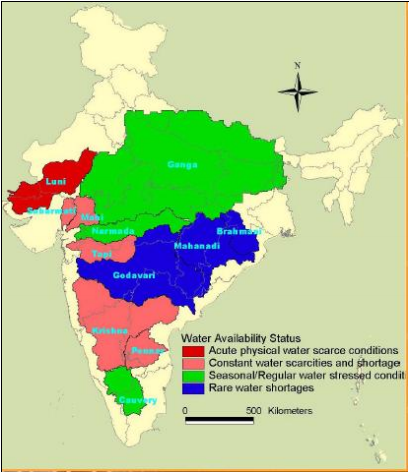 N
Ganga
Luni
Sabarmati
Mahi
Narmada
Brahmani
Mahanadi
Tapi
Godavari
Krishna
Pennar
Cauvery
Water Availability Status
Acute physical water scarce conditions
Constant water scarcities and shortage
Seasonal/Regular water stressed conditi
Rare water shortages
0 500 Kilometers